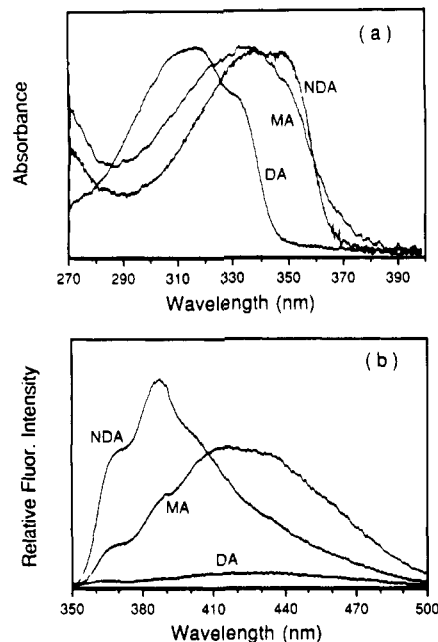 ( a )
Absorbance
NDA
MA
DA
270 290 310 330 350 370 390
Wavelength (nm)
( b )
Relative Fluor. Intensity
NDA
MA
DA
350 380 410 440 470 500
Wavelength (nm)